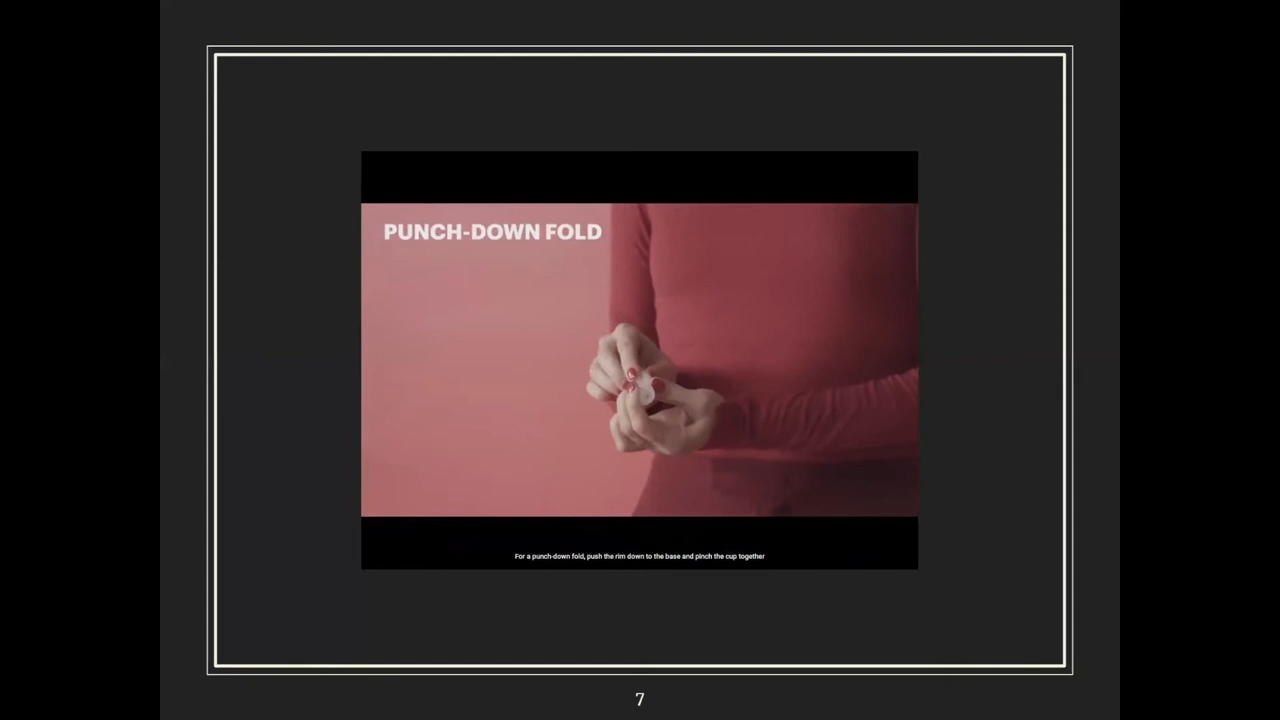 PUNCH-DOWN FOLD
For a punch-down fold, push the rim down to the base and pinch the cup together
7